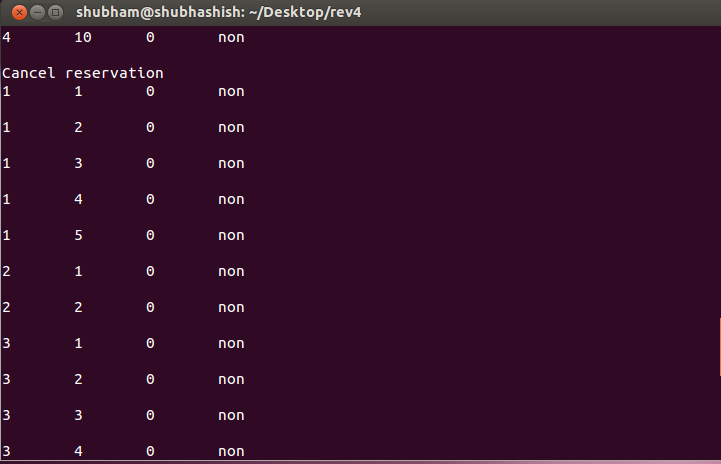 shubham@shubhashish: ~/Desktop/rev4
4 10 0 non
Cancel reservation
1 1 0 non
1 2 0 non
1 3 0 non
1 4 0 non
1 5 0 non
2 1 0 non
2 2 0 non
3 1 0 non
3 2 0 non
3 3 0 non
3 4 0 non